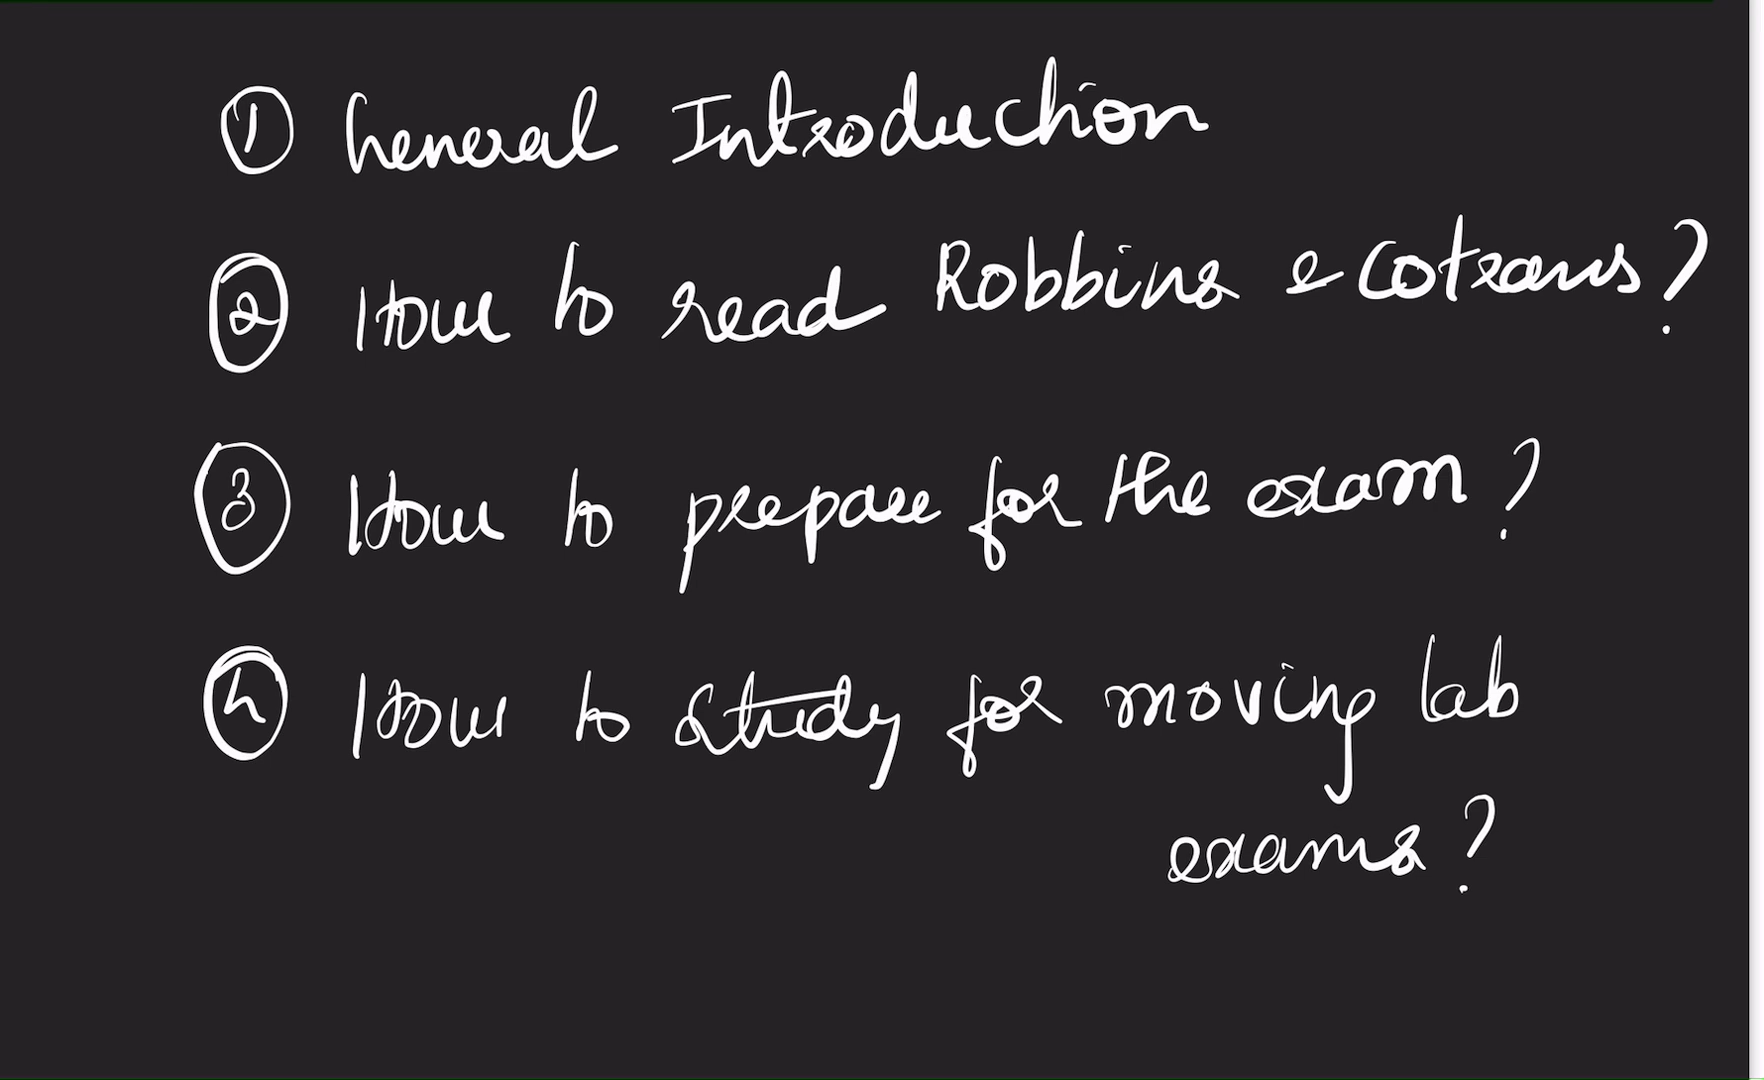 ① General Introduction
② How to read Robbins & Cotrans?
③ How to prepare for the exam?
④ How to study for moving lab
exams?